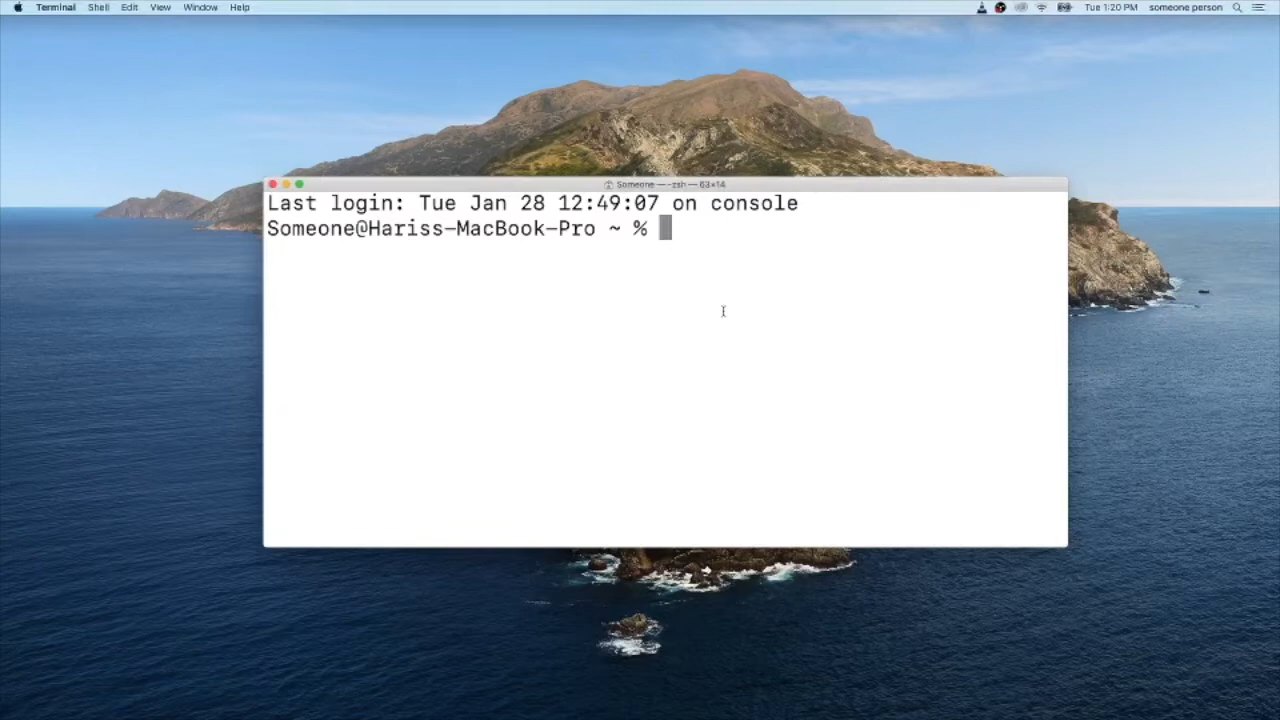 Terminal Shell Edit View Window Help Tue 1:20 PM someone person
Someone — -zsh — 63×14
Last login: Tue Jan 28 12:49:07 on console
Someone@Hariss-MacBook-Pro ~ %